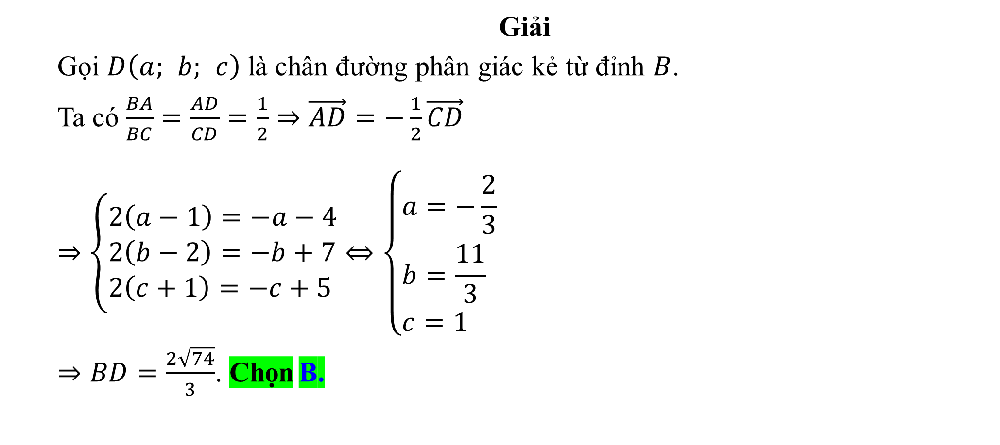 Giải
Gọi D(a; b; c) là chân đường phân giác kẻ từ đỉnh B.
Ta có $\frac{BA}{BC} = \frac{AD}{CD} = \frac{1}{2} \Rightarrow \overrightarrow{AD} = -\frac{1}{2}\overrightarrow{CD}$
$\Rightarrow \begin{cases} 2(a - 1) = -a - 4 \\ 2(b - 2) = -b + 7 \\ 2(c + 1) = -c + 5 \end{cases} \Leftrightarrow \begin{cases} a = -\frac{2}{3} \\ b = \frac{11}{3} \\ c = 1 \end{cases}$
$\Rightarrow BD = \frac{2\sqrt{74}}{3}$. Chọn B.